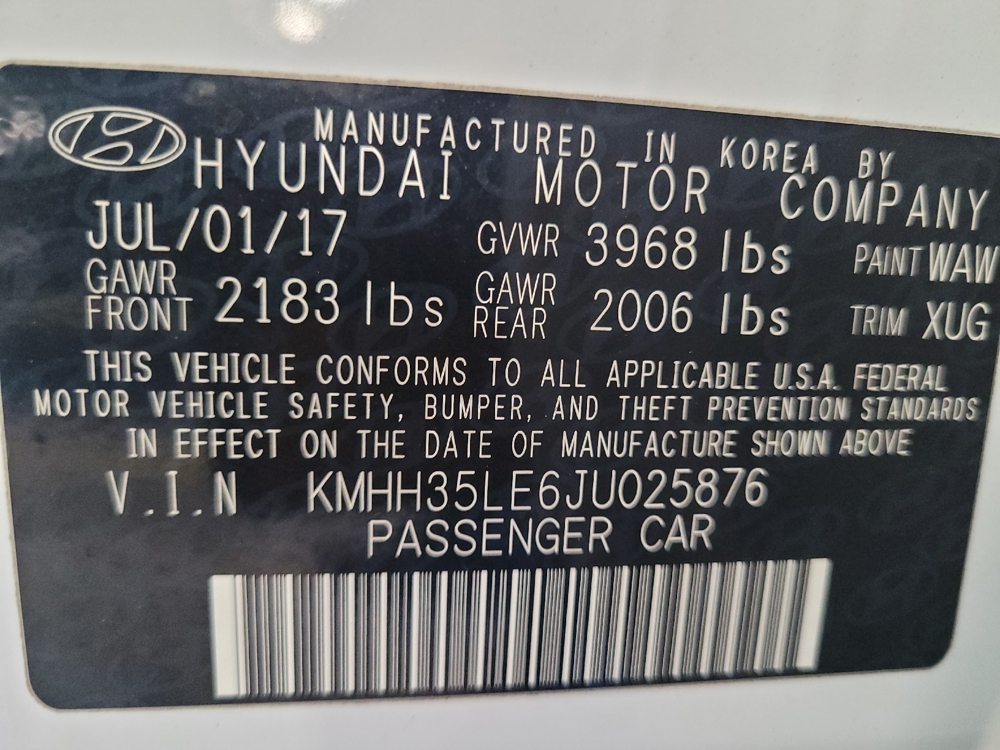 MANUFACTURED IN KOREA BY
HYUNDAI MOTOR COMPANY
JUL/01/17 GVWR 3968 lbs PAINT WAW
GAWR FRONT 2183 lbs GAWR REAR 2006 lbs TRIM XUG
THIS VEHICLE CONFORMS TO ALL APPLICABLE U.S.A. FEDERAL
MOTOR VEHICLE SAFETY, BUMPER, AND THEFT PREVENTION STANDARDS
IN EFFECT ON THE DATE OF MANUFACTURE SHOWN ABOVE
V.I.N KMHH35LE6JU025876
PASSENGER CAR